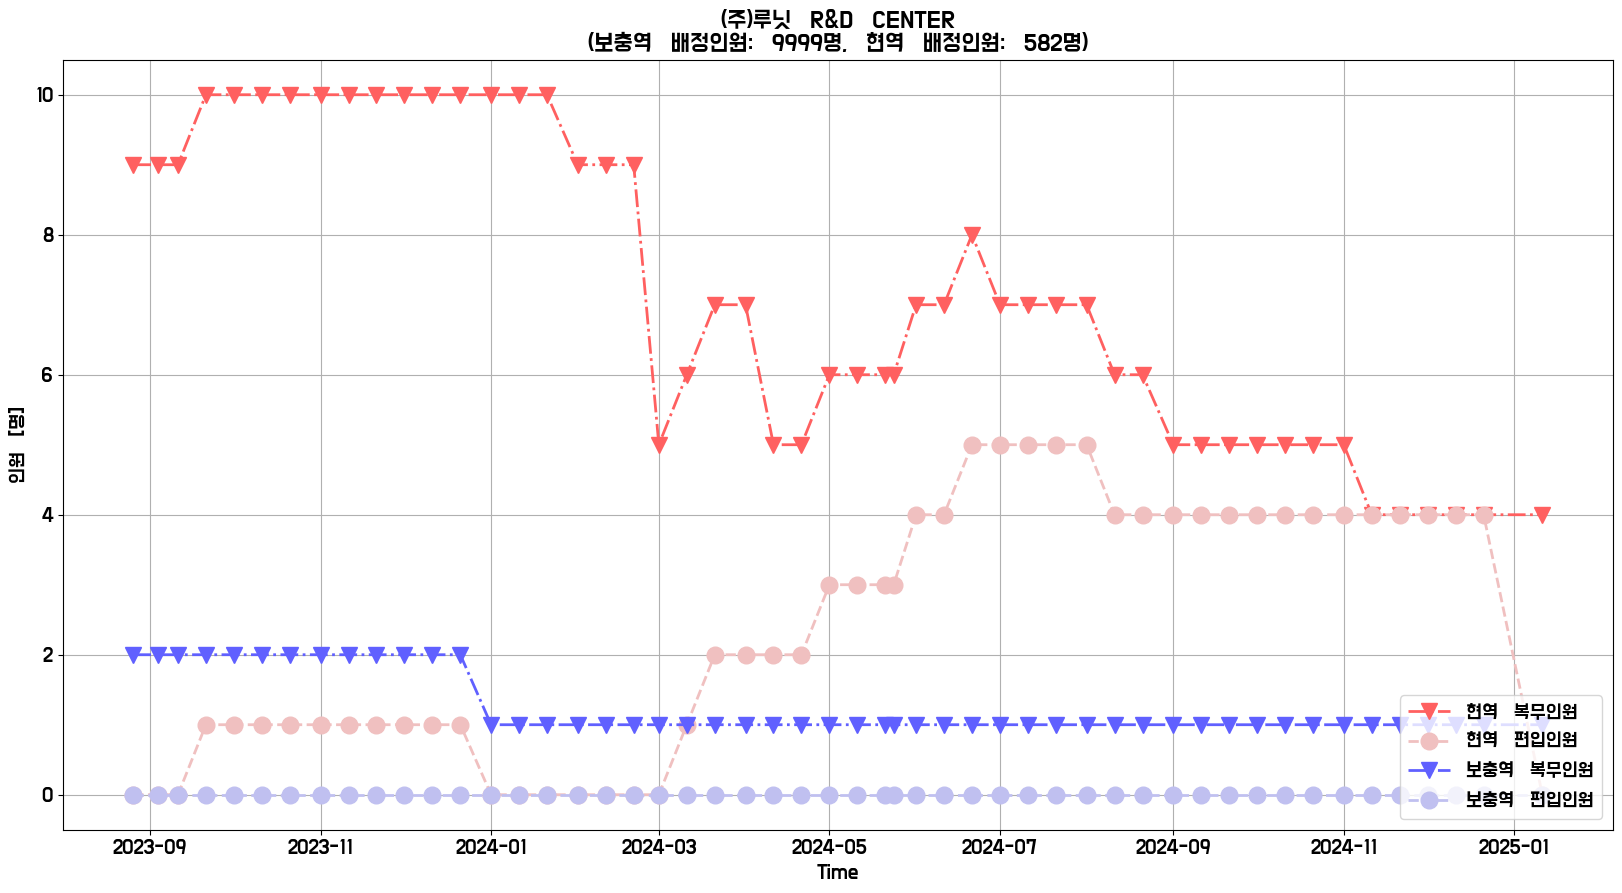 (주)루닛 R&D CENTER
(보충역 배정인원: 9999명, 현역 배정인원: 582명)
10
8
6
4
2
0
인원 [명]
2023-09 2023-11 2024-01 2024-03 2024-05 2024-07 2024-09 2024-11 2025-01
Time
현역 복무인원
현역 편입인원
보충역 복무인원
보충역 편입인원